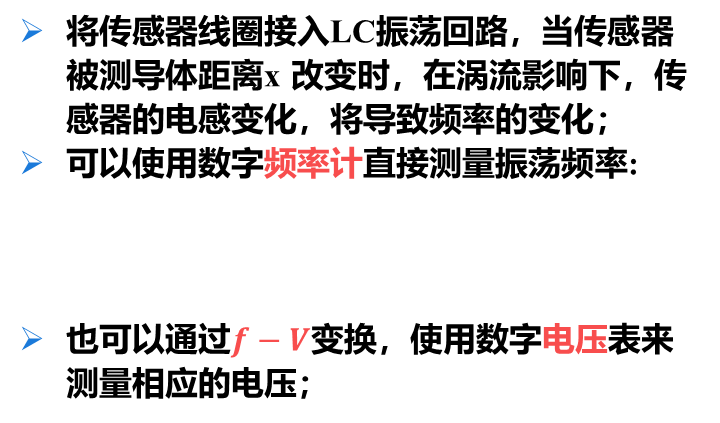 ➢ 将传感器线圈接入LC振荡回路，当传感器
被测导体距离x 改变时，在涡流影响下，传
感器的电感变化，将导致频率的变化；
➢ 可以使用数字频率计直接测量振荡频率:
➢ 也可以通过f − V变换，使用数字电压表来
测量相应的电压；